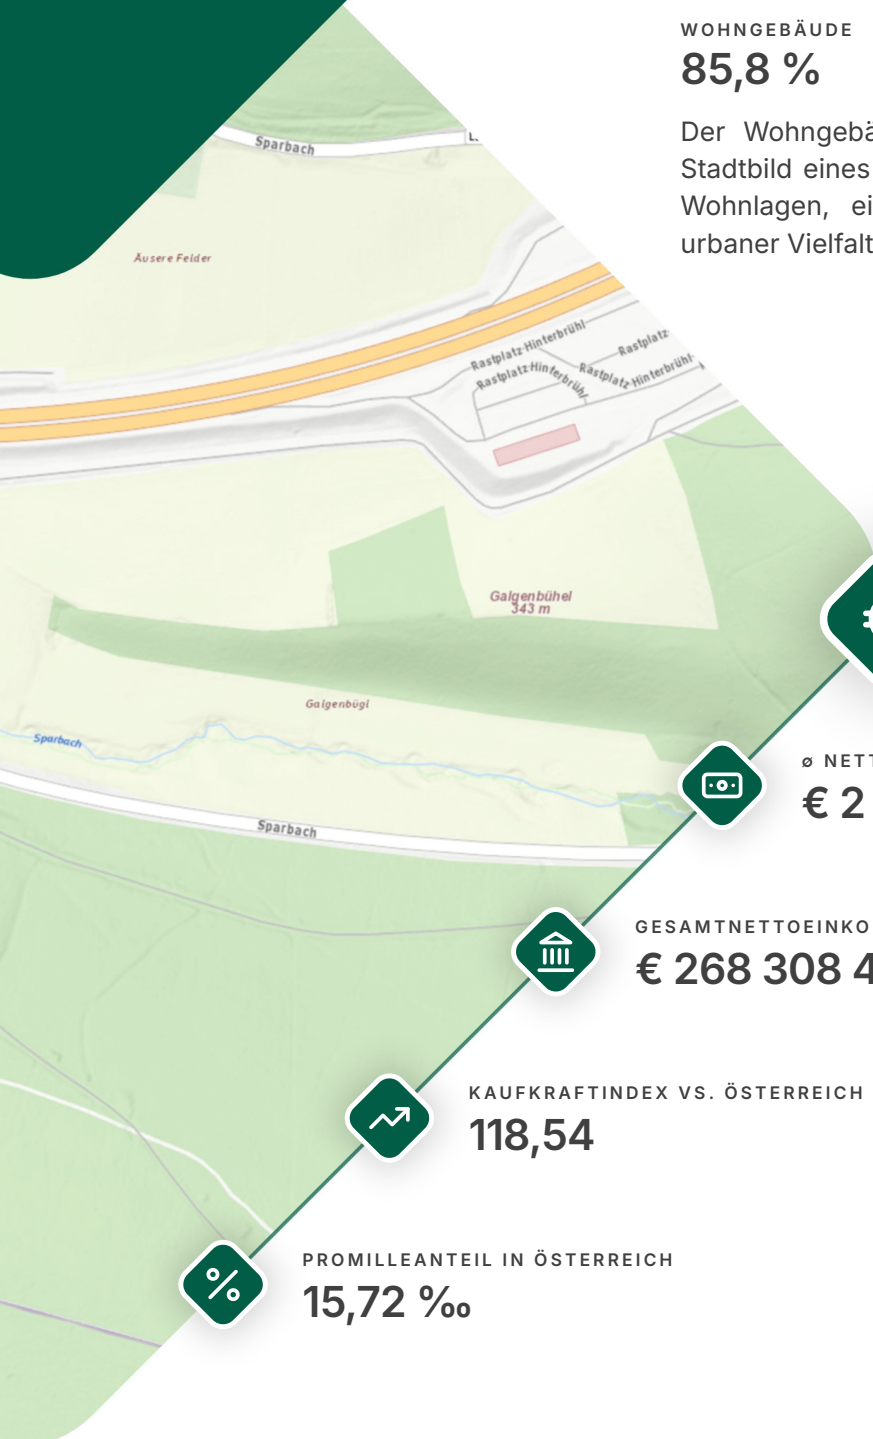 WOHNGEBÄUDE
85,8 %
Der Wohngebä
Stadtbild eines
Wohnlagen, ei
urbaner Vielfalt
Sparbach
Äusere Felder
Rastplatz Hinterbrühl
Rastplatz
Rastplatz Hinterbrühl
Rastplatz Hinterbrühl
Galgenbühel
343 m
Galgenbügl
Sparbach
Sparbach
ø NETT
€ 2
GESAMTNETTOEINKO
€ 268 308 4
KAUFKRAFTINDEX VS. ÖSTERREICH
118,54
PROMILLEANTEIL IN ÖSTERREICH
15,72 ‰